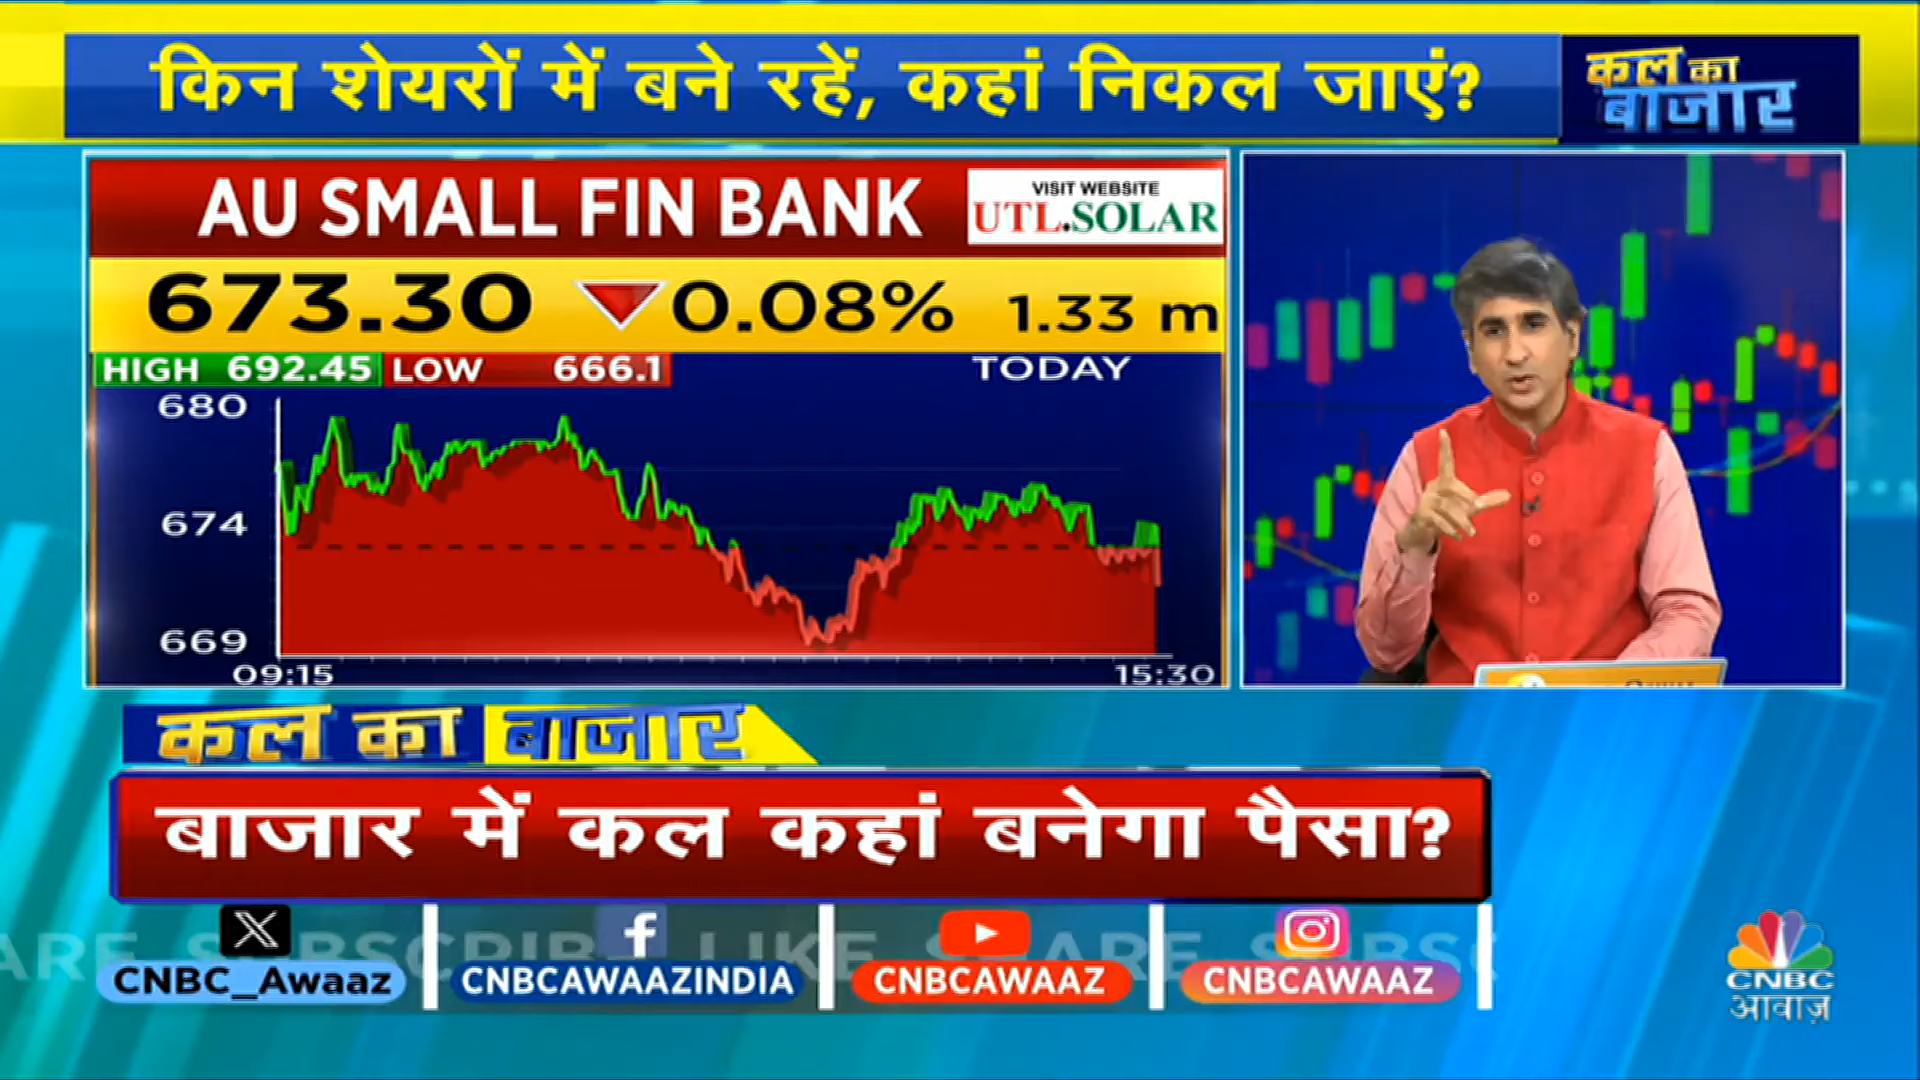 किन शेयरों में बने रहें, कहां निकल जाएं?
कल का
बाजार
AU SMALL FIN BANK
VISIT WEBSITE
UTL.SOLAR
673.30 0.08% 1.33 m
HIGH 692.45 LOW 666.1 TODAY
680
674
669
09:15 15:30
कल का बाजार
बाजार में कल कहां बनेगा पैसा?
CNBC_Awaaz CNBCAWAAZINDIA CNBCAWAAZ CNBCAWAAZ
CNBC
आवाज़